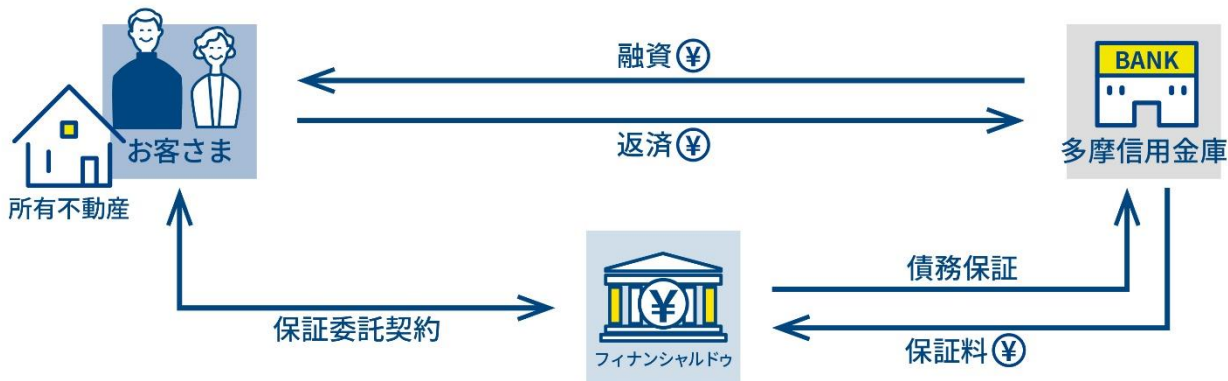 融資¥
BANK
返済¥
お客さま
多摩信用金庫
所有不動産
債務保証
¥
保証委託契約
フィナンシャルドゥ
保証料¥